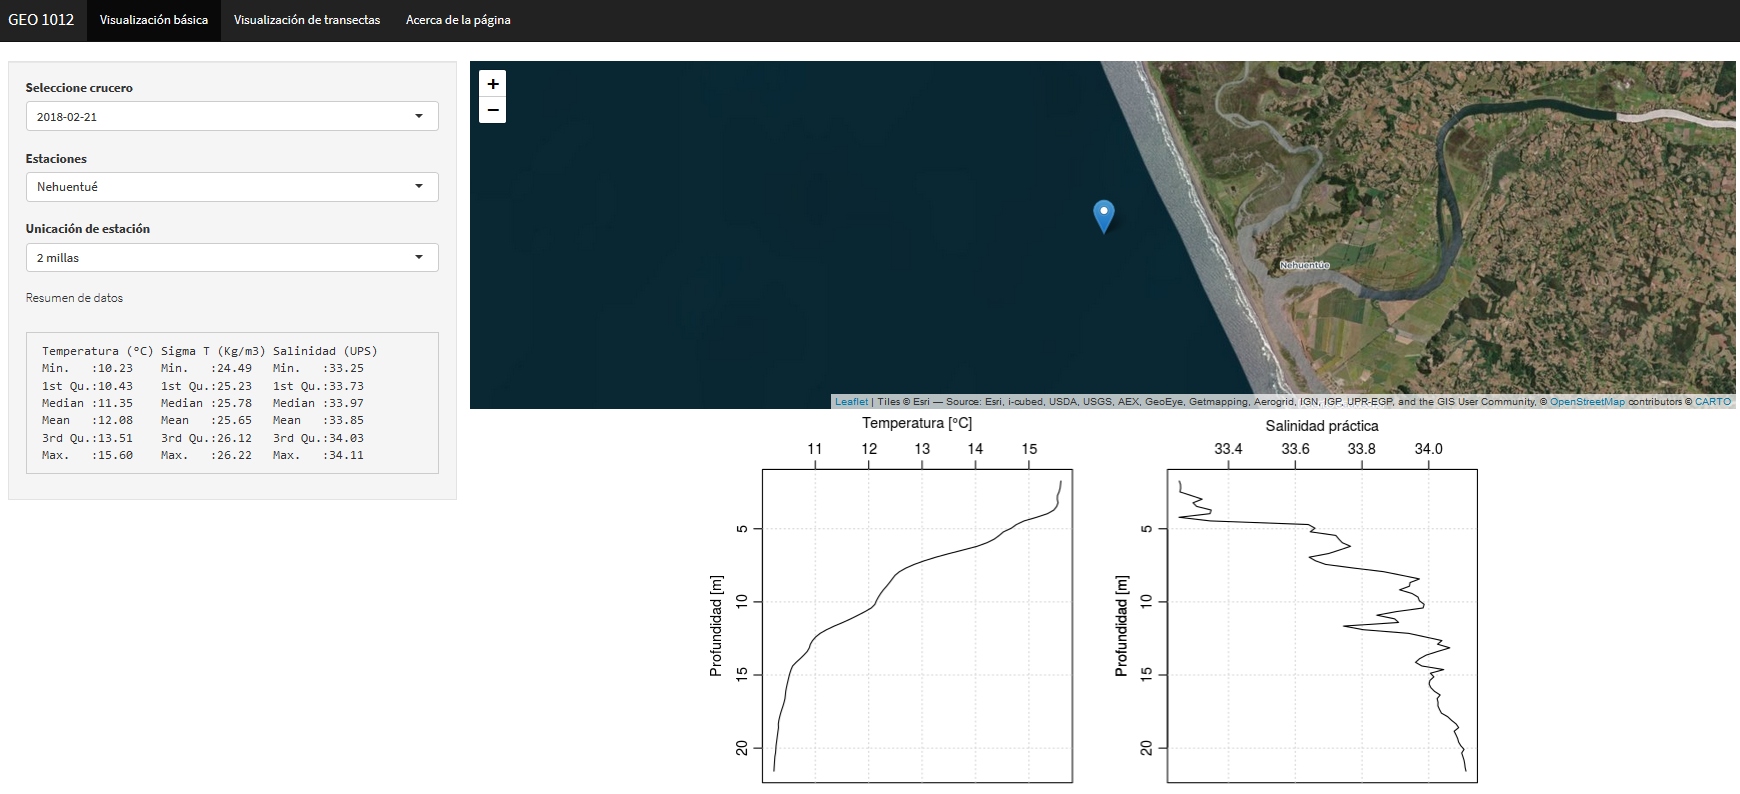 GEO 1012 Visualización básica Visualización de transectas Acerca de la página
Seleccione crucero
2018-02-21
Estaciones
Nehuentué
Unicación de estación
2 millas
Resumen de datos
Temperatura (°C) Sigma T (Kg/m3) Salinidad (UPS)
Min. :10.23 Min. :24.49 Min. :33.25
1st Qu.:10.43 1st Qu.:25.23 1st Qu.:33.73
Median :11.35 Median :25.78 Median :33.97
Mean :12.08 Mean :25.65 Mean :33.85
3rd Qu.:13.51 3rd Qu.:26.12 3rd Qu.:34.03
Max. :15.60 Max. :26.22 Max. :34.11
+
−
Nehuentúe
Leaflet | Tiles © Esri — Source: Esri, i-cubed, USDA, USGS, AEX, GeoEye, Getmapping, Aerogrid, IGN, IGP, UPR-EGP, and the GIS User Community, © OpenStreetMap contributors © CARTO
Temperatura [°C]
11 12 13 14 15
Profundidad [m]
5
10
15
20
Salinidad práctica
33.4 33.6 33.8 34.0
Profundidad [m]
5
10
15
20